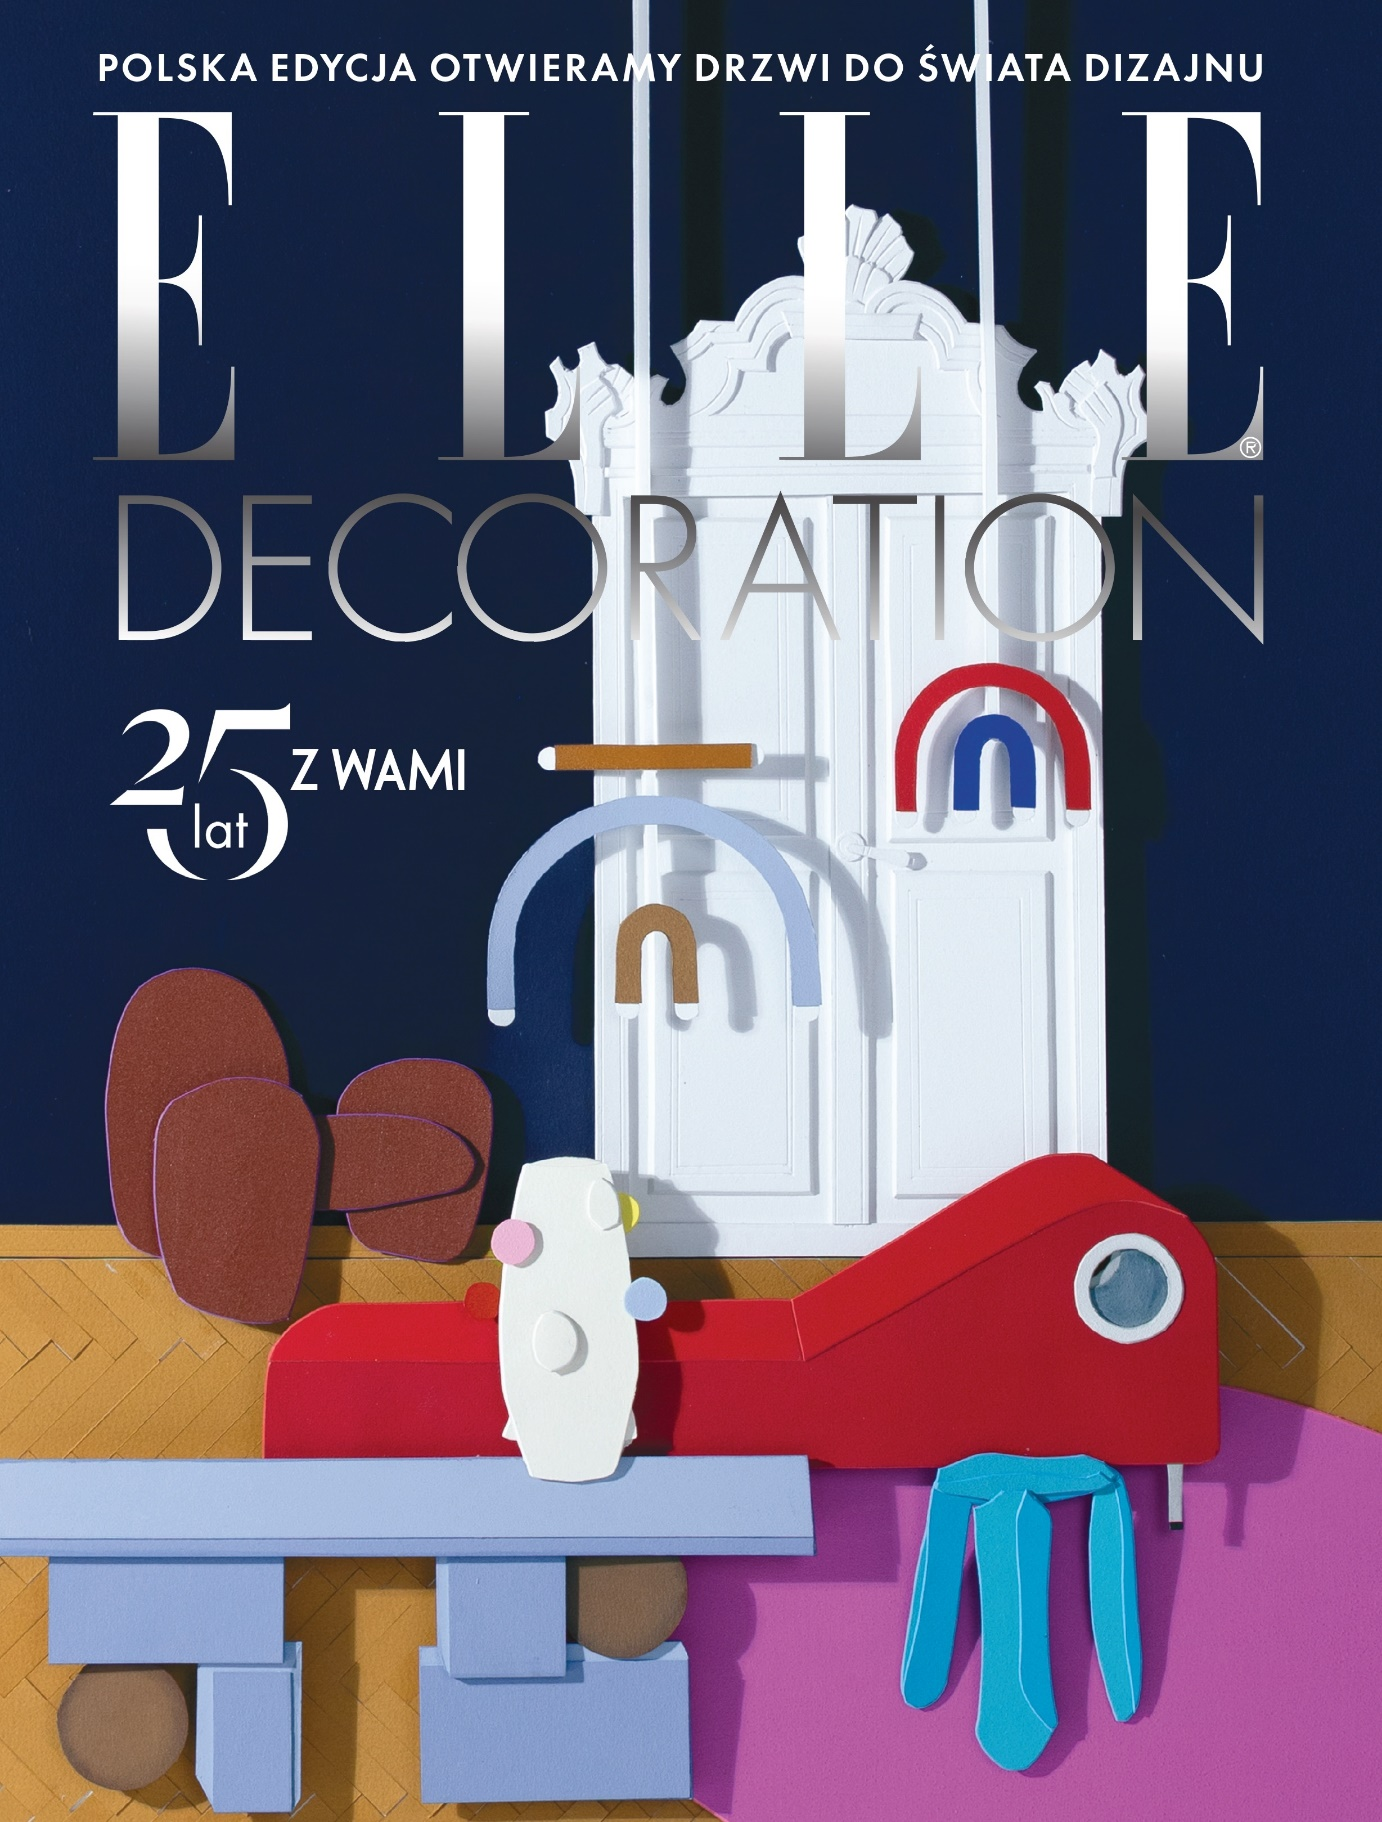 POLSKA EDYCJA OTWIERAMY DRZWI DO ŚWIATA DIZAJNU
ELLE®
DECORATION
25 lat Z WAMI